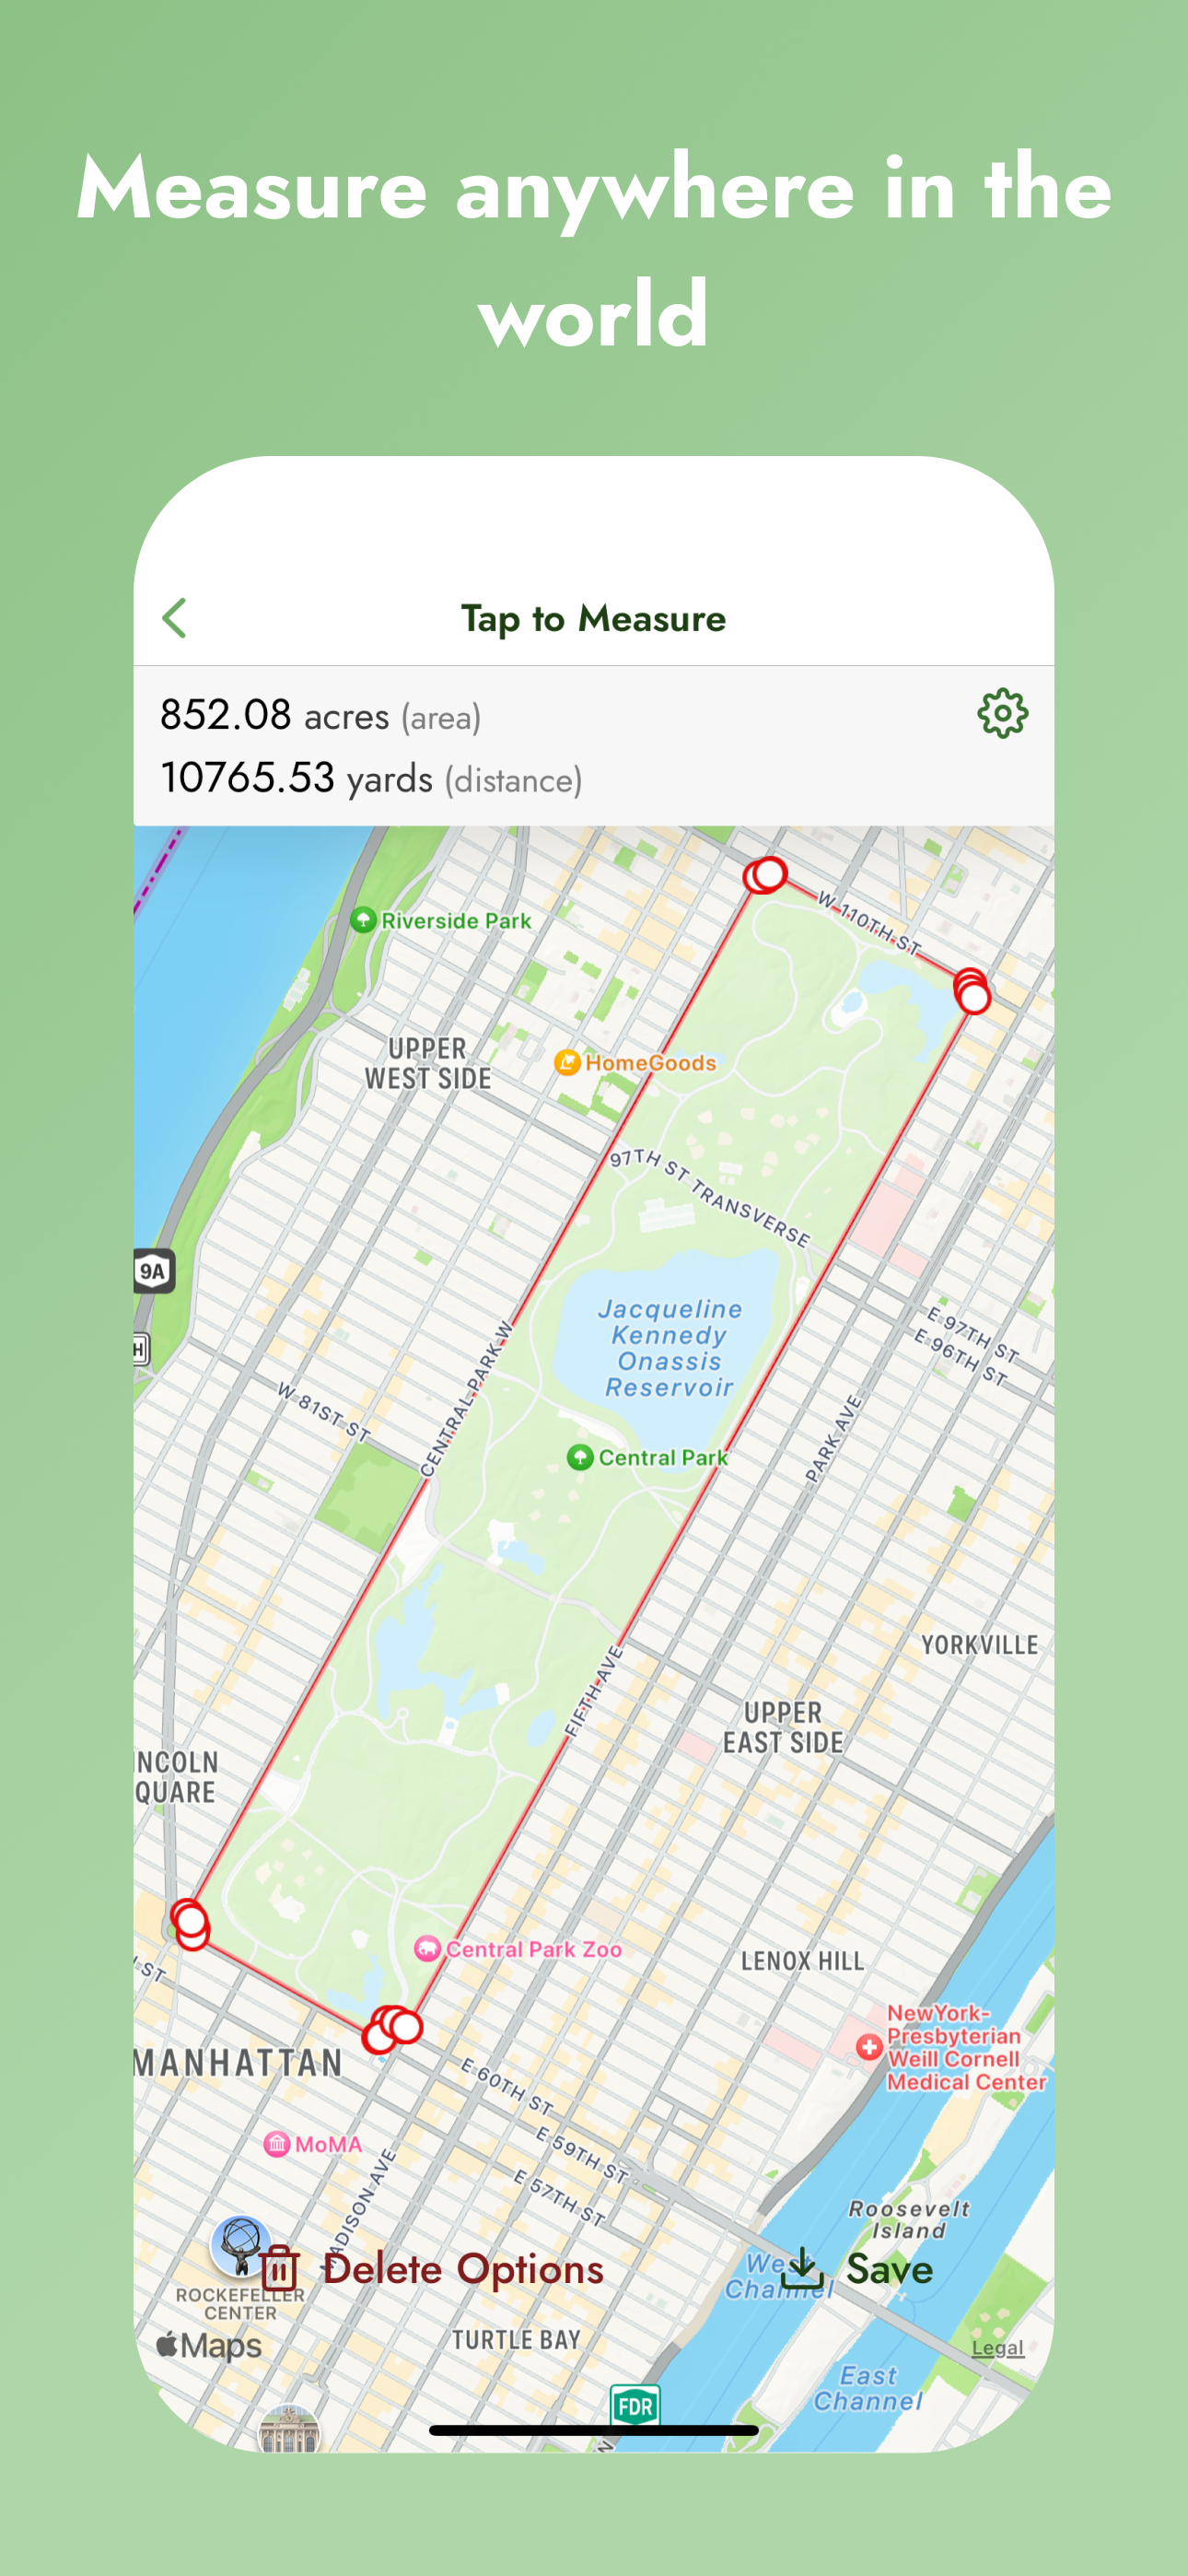 Measure anywhere in the
world
Tap to Measure
852.08 acres (area)
10765.53 yards (distance)
W 110TH ST
Riverside Park
UPPER
WEST SIDE
HomeGoods
97TH ST TRANSVERSE
9A
H
Jacqueline
Kennedy
Onassis
Reservoir
E 97TH ST
E 96TH ST
CENTRAL PARK W
W 81ST ST
PARK AVE
Central Park
YORKVILLE
FIFTH AVE
UPPER
EAST SIDE
NCOLN
QUARE
Central Park Zoo
LENOX HILL
ST
NewYork-
Presbyterian
Weill Cornell
Medical Center
MANHATTAN
E 60TH ST
E 59TH ST
E 57TH ST
MoMA
MADISON AVE
Roosevelt
Island
Delete Options
West
Channel
Save
ROCKEFELLER
CENTER
Maps
TURTLE BAY
Legal
East
Channel
FDR
N